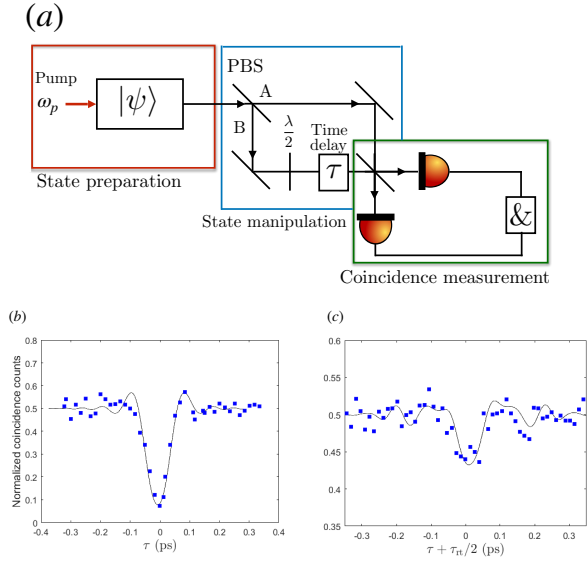 (a)
PBS
Pump
ω_p
|ψ⟩
A
B
λ/2
Time
delay
τ
State preparation
State manipulation
&
Coincidence measurement
(b)
Normalized coincidence counts
0.8
0.7
0.6
0.5
0.4
0.3
0.2
0.1
0
-0.4 -0.3 -0.2 -0.1 0 0.1 0.2 0.3 0.4
τ (ps)
(c)
0.6
0.55
0.5
0.45
0.4
0.35
-0.3 -0.2 -0.1 0 0.1 0.2 0.3
τ + τ_rt/2 (ps)